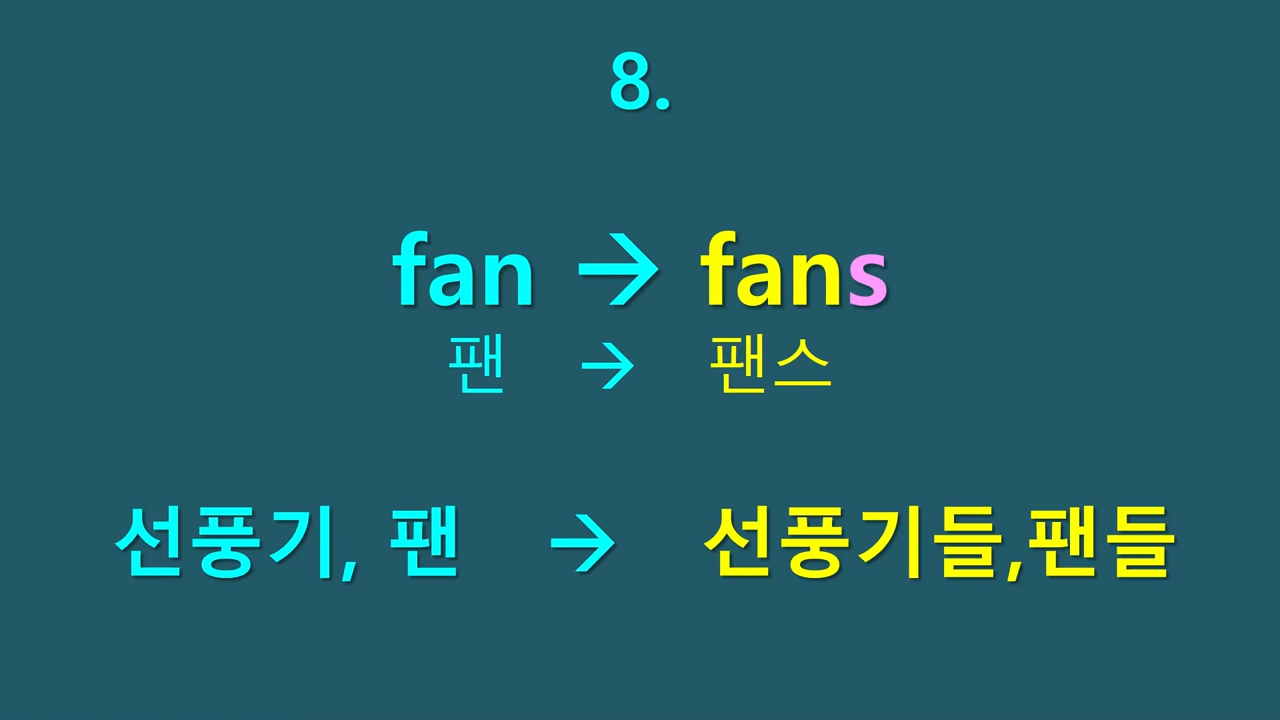 8.
fan → fans
팬 → 팬스
선풍기, 팬 → 선풍기들,팬들